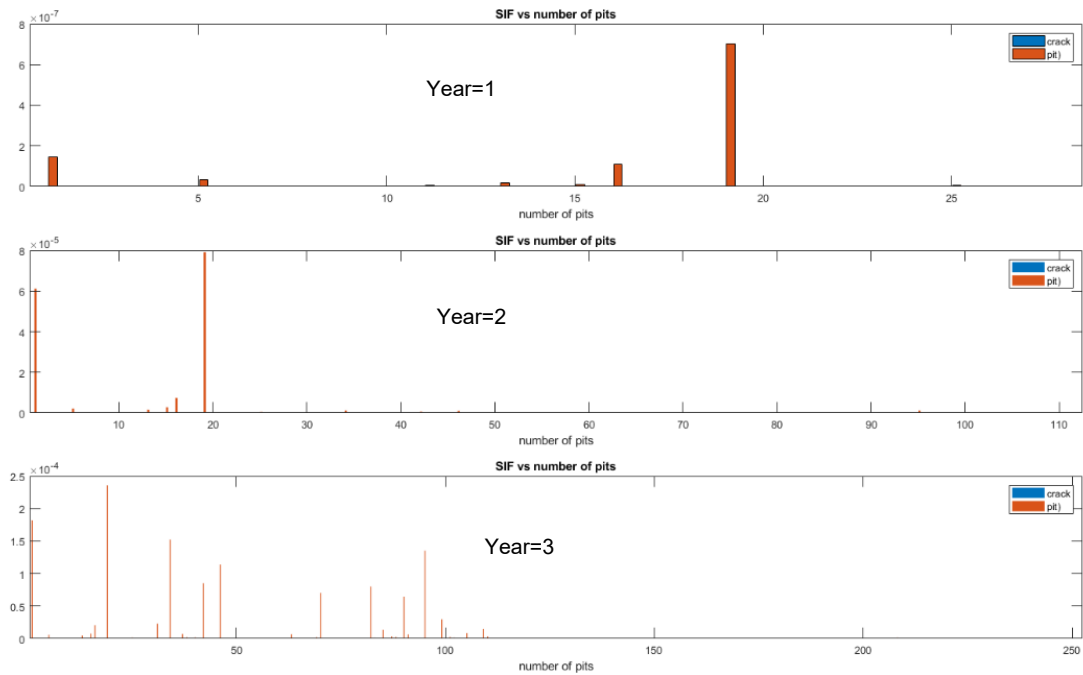 SIF vs number of pits
×10⁻⁷
8
6
4
2
0
5
10
15
20
25
number of pits
crack
pit)
Year=1
SIF vs number of pits
×10⁻⁵
8
6
4
2
0
10
20
30
40
50
60
70
80
90
100
110
number of pits
crack
pit)
Year=2
SIF vs number of pits
×10⁻⁴
2.5
2
1.5
1
0.5
0
50
100
150
200
250
number of pits
crack
pit)
Year=3